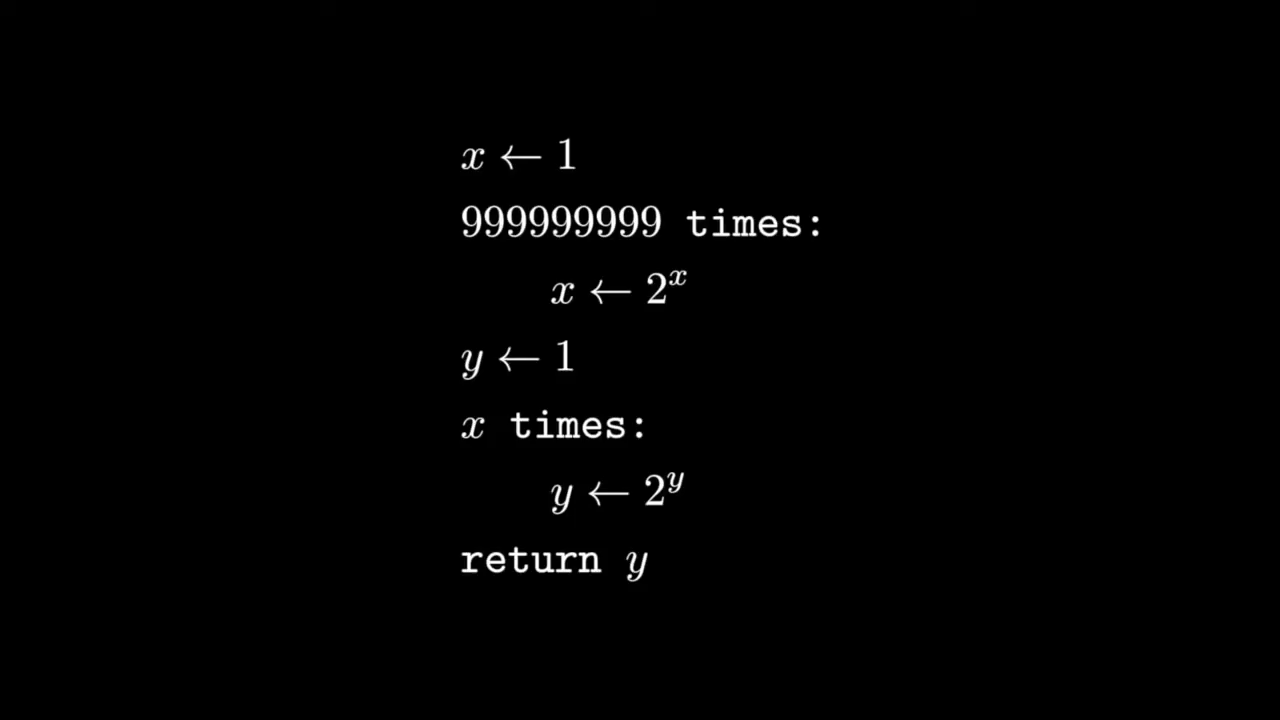 x ← 1
999999999 times:
x ← 2^x
y ← 1
x times:
y ← 2^y
return y